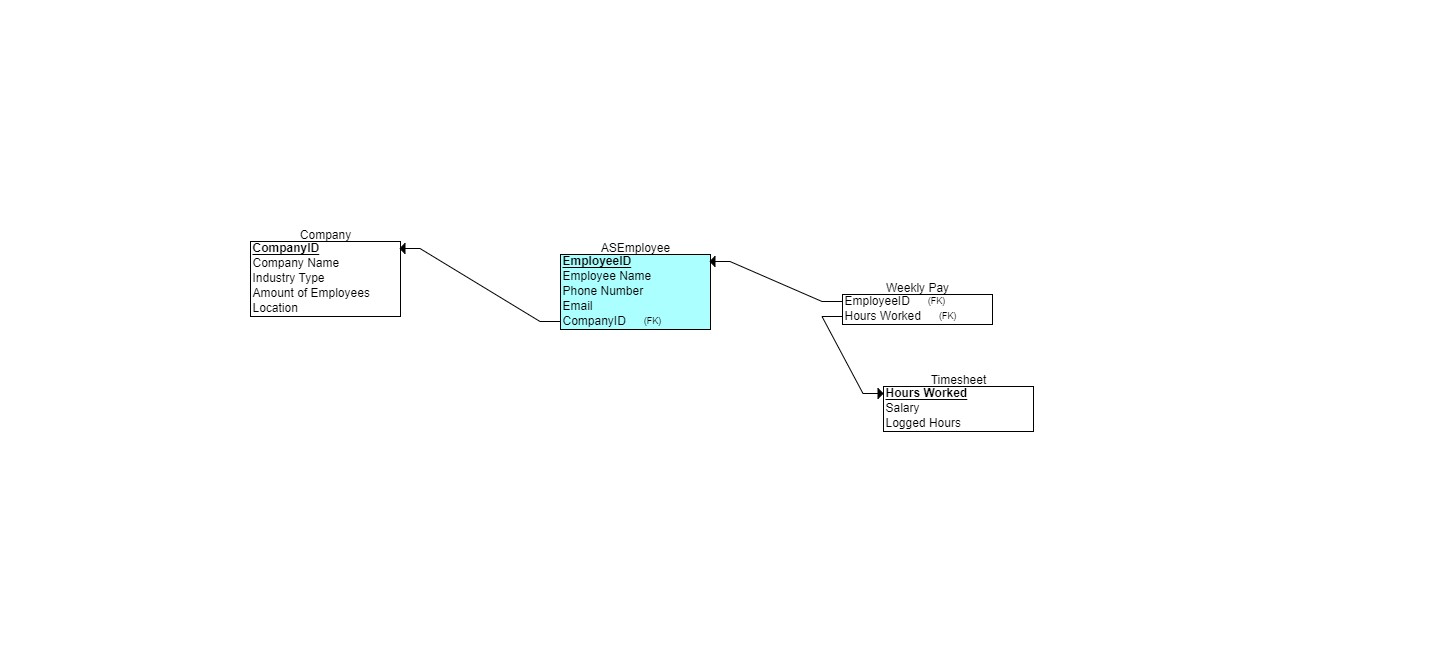 Company
CompanyID
Company Name
Industry Type
Amount of Employees
Location
ASEmployee
EmployeeID
Employee Name
Phone Number
Email
CompanyID (FK)
Weekly Pay
EmployeeID (FK)
Hours Worked (FK)
Timesheet
Hours Worked
Salary
Logged Hours